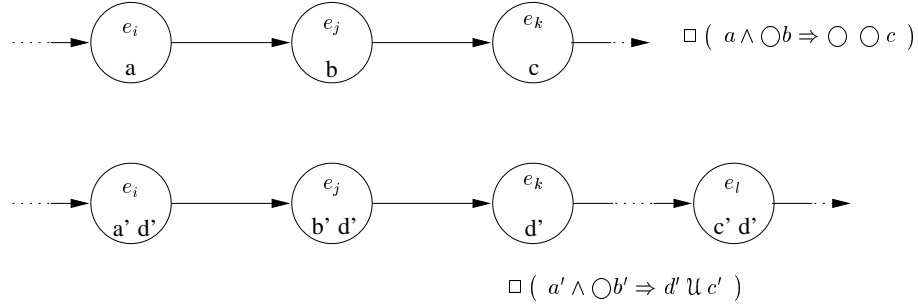 e_i e_j e_k □ ( a ∧ ◯b ⇒ ◯ ◯ c )
a b c
e_i e_j e_k e_l
a' d' b' d' d' c' d'
□ ( a′ ∧ ◯b′ ⇒ d′ 𝔘 c′ )